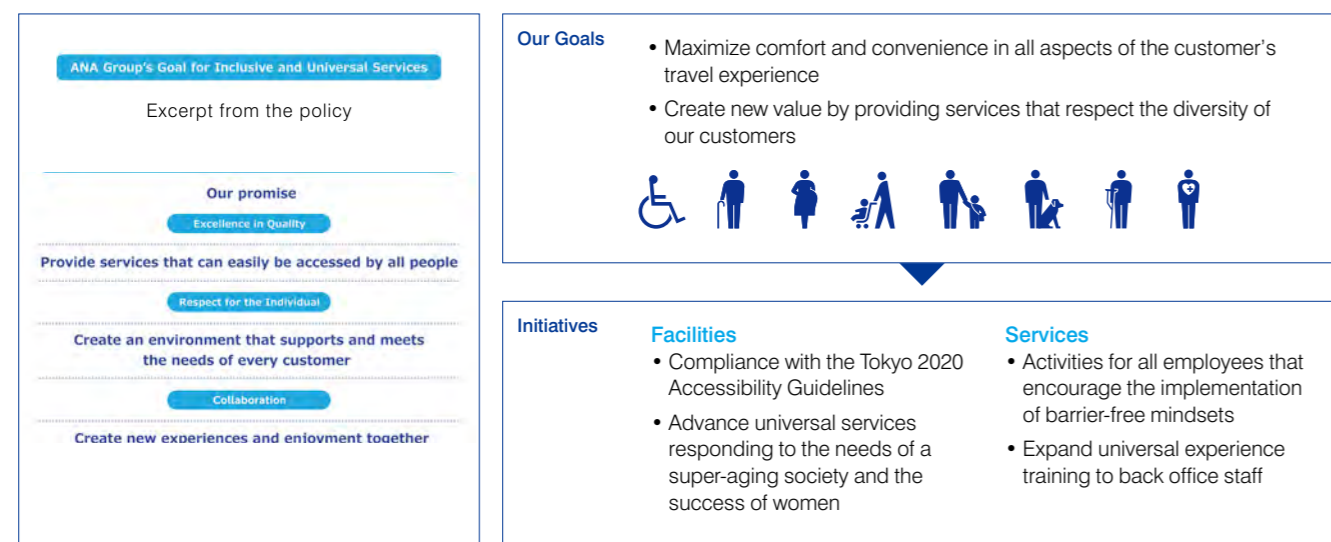 ANA Group's Goal for Inclusive and Universal Services
Excerpt from the policy
Our promise
Excellence in Quality
Provide services that can easily be accessed by all people
Respect for the Individual
Create an environment that supports and meets
the needs of every customer
Collaboration
Create new experiences and enjoyment together
Our Goals
• Maximize comfort and convenience in all aspects of the customer's
travel experience
• Create new value by providing services that respect the diversity of
our customers
Initiatives
Facilities
• Compliance with the Tokyo 2020
Accessibility Guidelines
• Advance universal services
responding to the needs of a
super-aging society and the
success of women
Services
• Activities for all employees that
encourage the implementation
of barrier-free mindsets
• Expand universal experience
training to back office staff